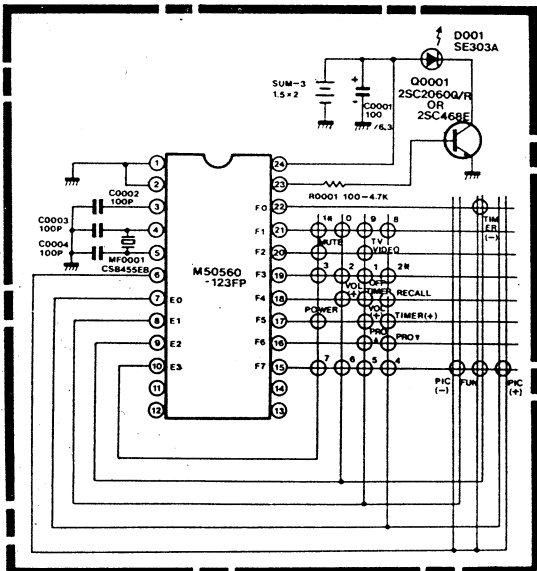 D001
SE303A
SUM-3
1.5×2
+
-
C0001
100
/6.3
Q0001
2SC2060Q/R
OR
2SC468E
1
2
3
4
5
6
7
8
9
10
11
12
24
23
22
21
20
19
18
17
16
15
14
13
C0002
100P
C0003
100P
C0004
100P
MF0001
CSB455EB
M50560
-123FP
E0
E1
E2
E3
F0
F1
F2
F3
F4
F5
F6
F7
R0001 100-4.7K
TIM
ER
(-)
0 9 8
MUTE
TV
VIDEO
3 2 1
OFF
TIMER
VOL
(-)
RECALL
POWER
VOL
(+)
TIMER(+)
PRO
▲
PRO▼
7 6 5 4
PIC
(-)
FUN
PIC
(+)